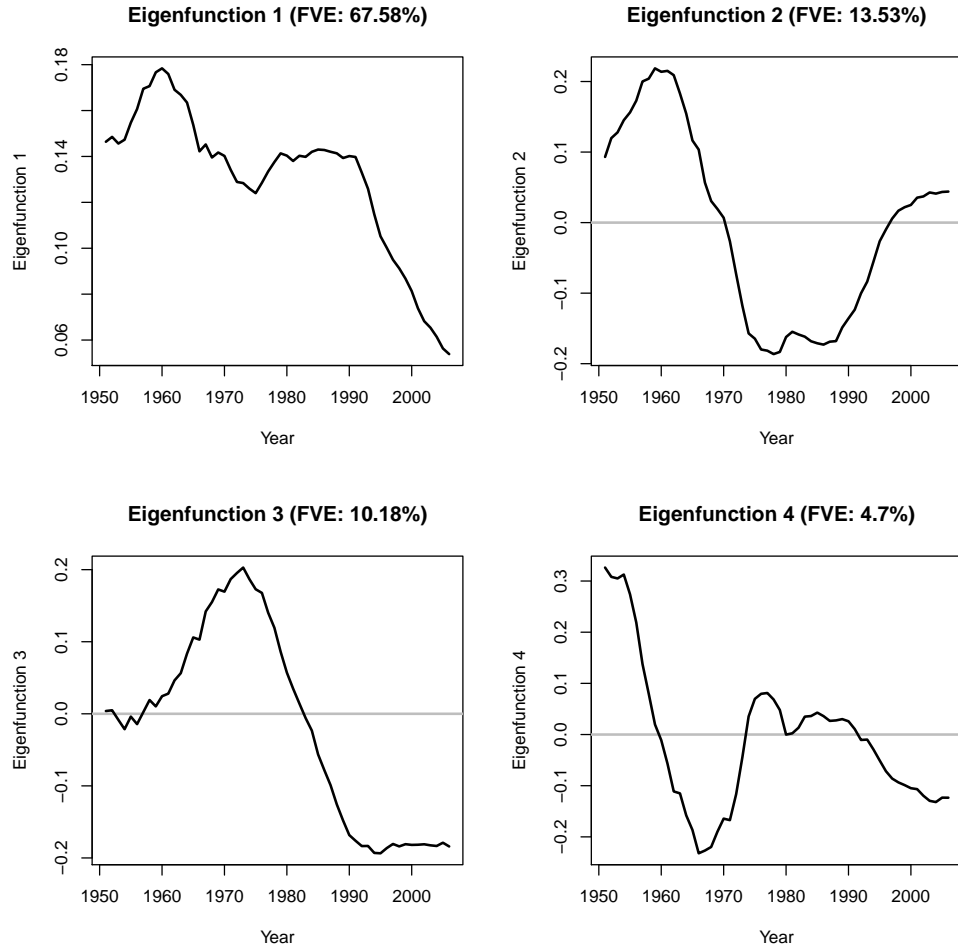 Eigenfunction 1 (FVE: 67.58%)
Eigenfunction 1
0.18
0.14
0.10
0.06
1950 1960 1970 1980 1990 2000
Year
Eigenfunction 2 (FVE: 13.53%)
Eigenfunction 2
0.2
0.1
0.0
−0.1
−0.2
1950 1960 1970 1980 1990 2000
Year
Eigenfunction 3 (FVE: 10.18%)
Eigenfunction 3
0.2
0.1
0.0
−0.1
−0.2
1950 1960 1970 1980 1990 2000
Year
Eigenfunction 4 (FVE: 4.7%)
Eigenfunction 4
0.3
0.1
0.0
−0.2
1950 1960 1970 1980 1990 2000
Year